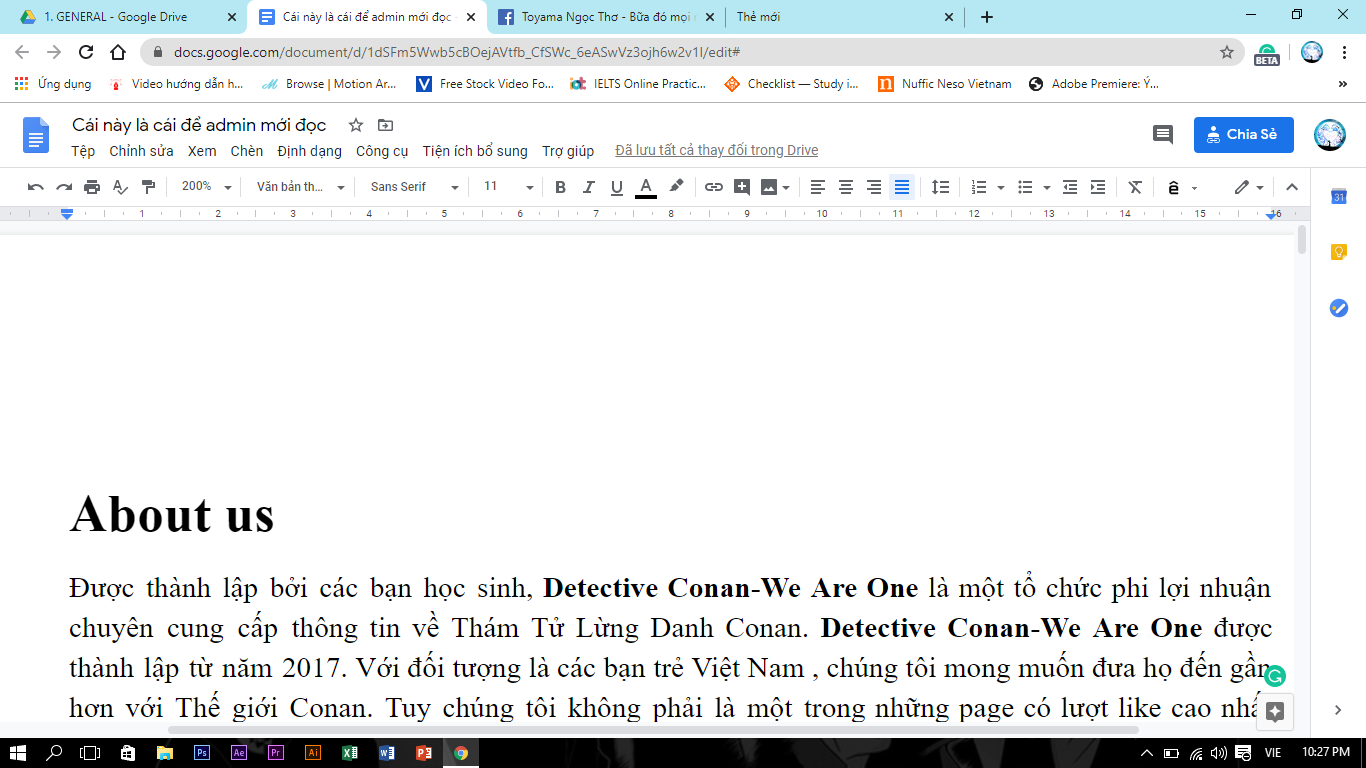 1. GENERAL - Google Drive
Cái này là cái để admin mới đọc -
Toyama Ngọc Thơ - Bữa đó mọi
Thẻ mới
docs.google.com/document/d/1dSFm5Wwb5cBOejAVtfb_CfSWc_6eASwVz3ojh6w2v1I/edit#
BETA
Ứng dụng
Video hướng dẫn h...
Browse | Motion Ar...
Free Stock Video Fo...
IELTS Online Practic...
Checklist — Study i...
Nuffic Neso Vietnam
Adobe Premiere: Ý...
Cái này là cái để admin mới đọc
Chia Sẻ
Tệp Chỉnh sửa Xem Chèn Định dạng Công cụ Tiện ích bổ sung Trợ giúp Đã lưu tất cả thay đổi trong Drive
200% Văn bản th... Sans Serif 11 B I U A ê
1 2 3 4 5 6 7 8 9 10 11 12 13 14 15 16
31
About us
Được thành lập bởi các bạn học sinh, Detective Conan-We Are One là một tổ chức phi lợi nhuận
chuyên cung cấp thông tin về Thám Tử Lừng Danh Conan. Detective Conan-We Are One được
thành lập từ năm 2017. Với đối tượng là các bạn trẻ Việt Nam , chúng tôi mong muốn đưa họ đến gần
hơn với Thế giới Conan. Tuy chúng tôi không phải là một trong những page có lượt like cao nhất
Ps Ae Pr Ai VIE 10:27 PM